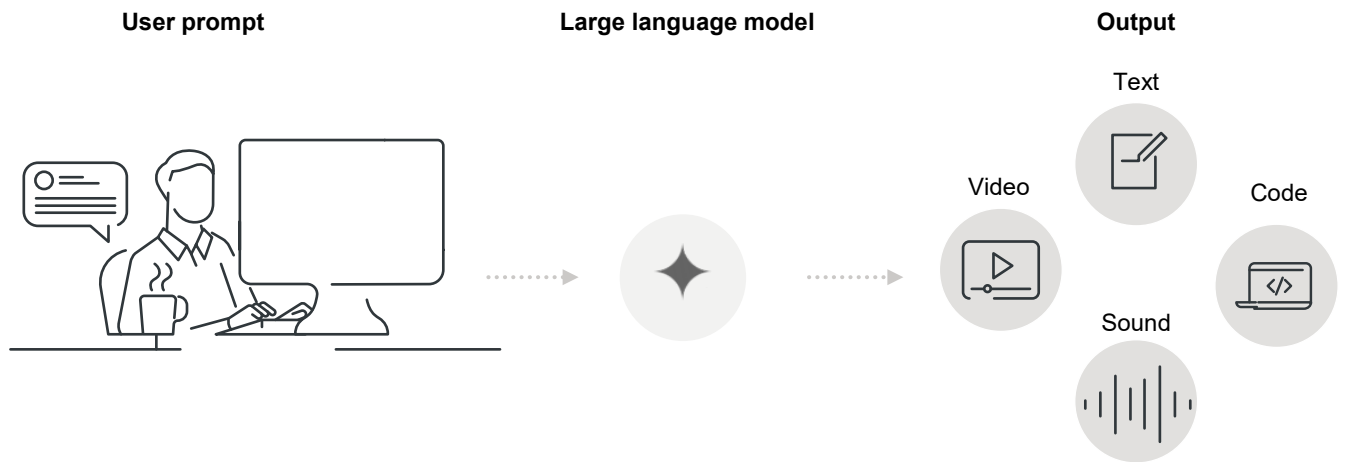 User prompt
Large language model
Output
Text
Video
Code
</>
Sound